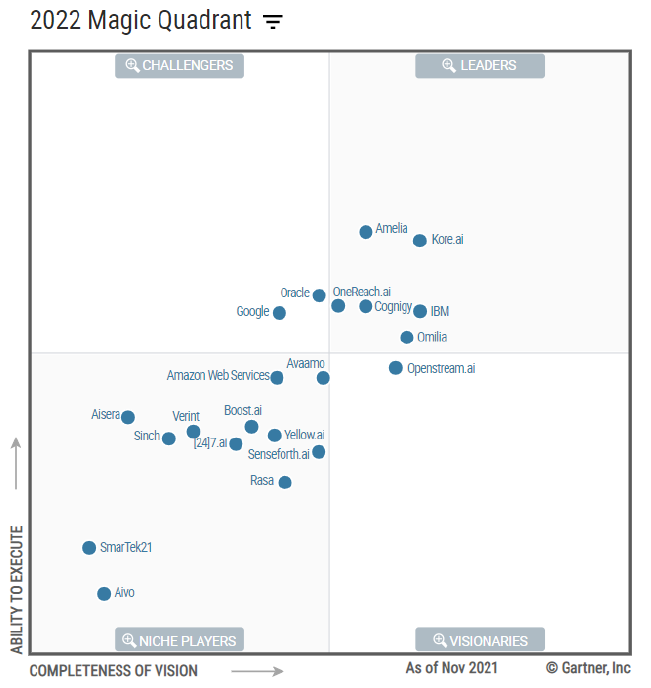 2022 Magic Quadrant
CHALLENGERS
LEADERS
Amelia
Kore.ai
Oracle
OneReach.ai
Google
Cognigy
IBM
Omilia
Avaamo
Amazon Web Services
Openstream.ai
Aisera
Verint
Boost.ai
Sinch
[24]7.ai
Yellow.ai
Senseforth.ai
Rasa
SmarTek21
Aivo
NICHE PLAYERS
VISIONARIES
ABILITY TO EXECUTE
COMPLETENESS OF VISION
As of Nov 2021
© Gartner, Inc